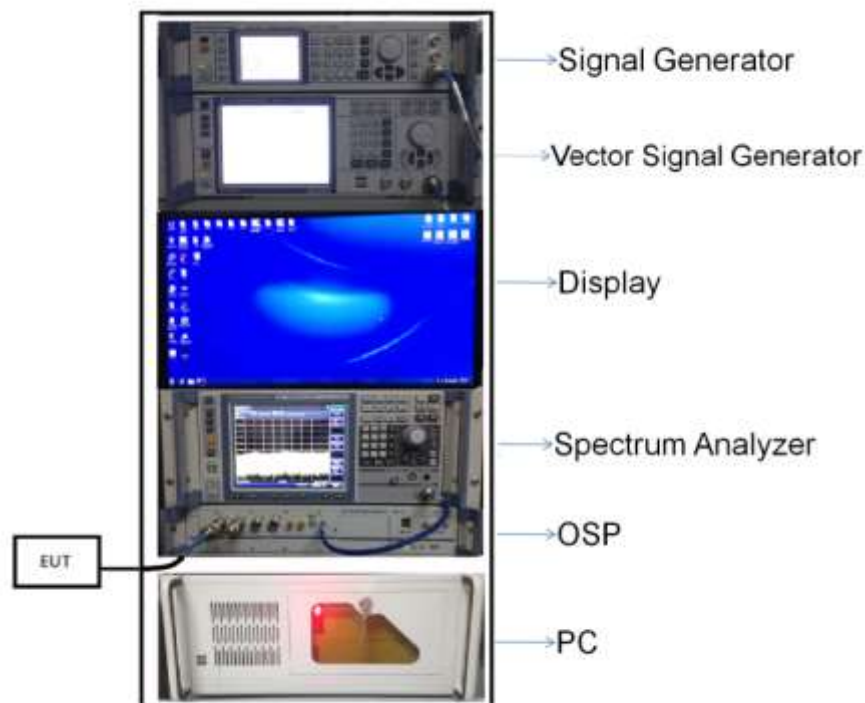 Signal Generator
Vector Signal Generator
Display
Spectrum Analyzer
OSP
EUT
PC